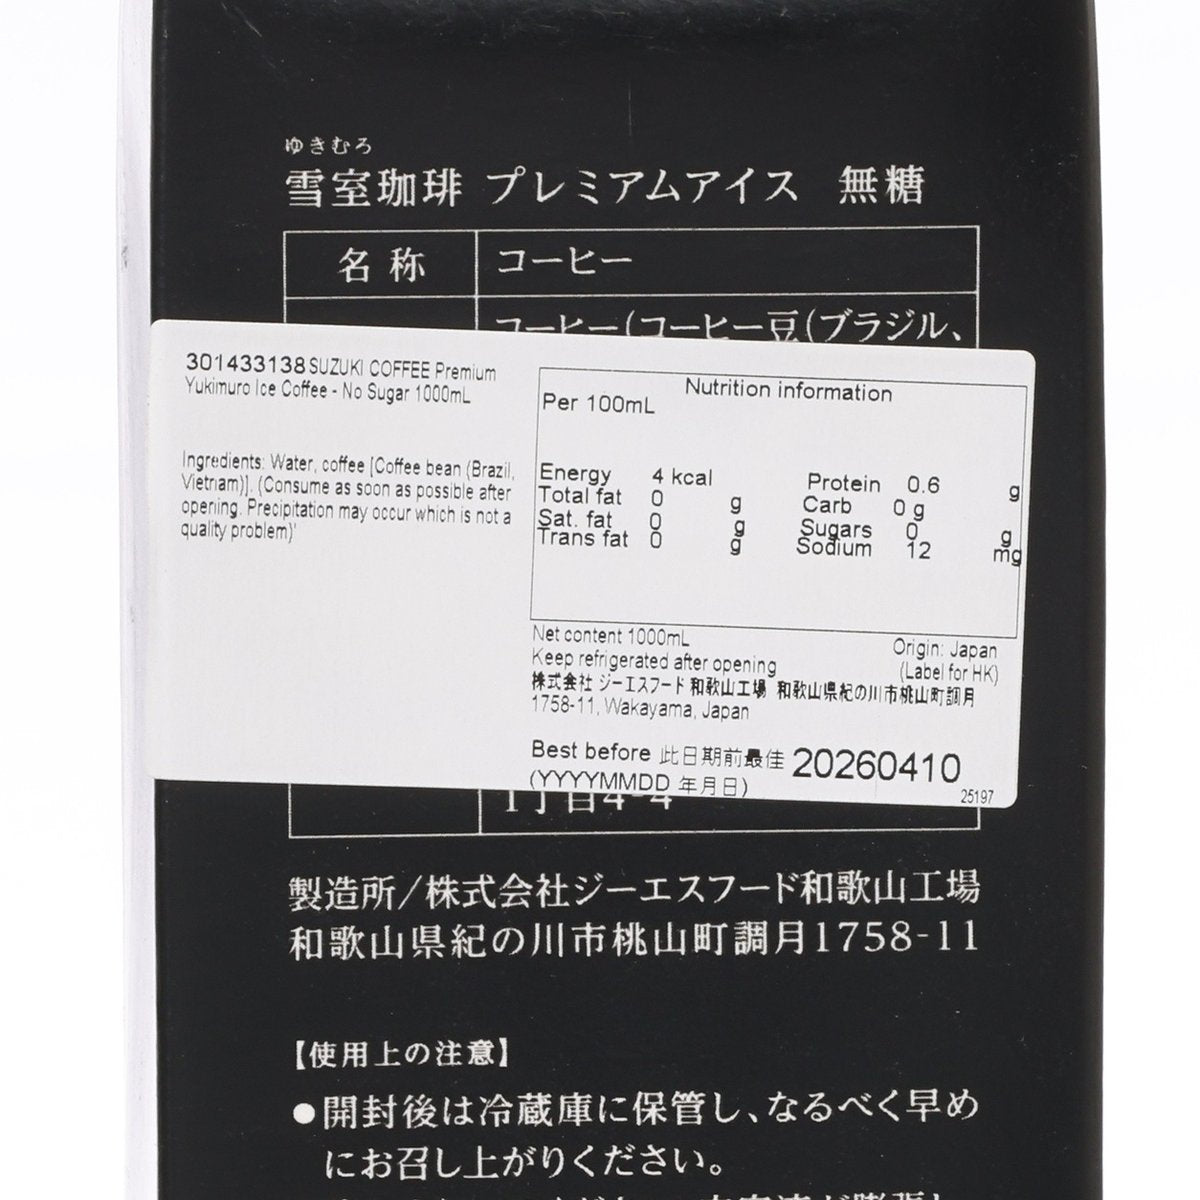 ゆきむろ
雪室珈琲 プレミアムアイス 無糖
名称 コーヒー
コーヒー(コーヒー豆(ブラジル、
301433138SUZUKI COFFEE Premium
Yukimuro Ice Coffee - No Sugar 1000mL
Ingredients: Water, coffee [Coffee bean (Brazil,
Vietnam)]. (Consume as soon as possible after
opening. Precipitation may occur which is not a
quality problem)'
Nutrition information
Per 100mL
Energy 4 kcal Protein 0.6 g
Total fat 0 g Carb 0 g
Sat. fat 0 g Sugars 0 g
Trans fat 0 g Sodium 12 mg
Net content 1000mL Origin: Japan
Keep refrigerated after opening (Label for HK)
株式会社 ジーエスフード 和歌山工場 和歌山県紀の川市桃山町調月
1758-11, Wakayama, Japan
Best before 此日期前最佳 20260410
(YYYYMMDD 年月日) 25197
1丁目4-4
製造所/株式会社ジーエスフード和歌山工場
和歌山県紀の川市桃山町調月1758-11
【使用上の注意】
●開封後は冷蔵庫に保管し、なるべく早め
にお召し上がりください。